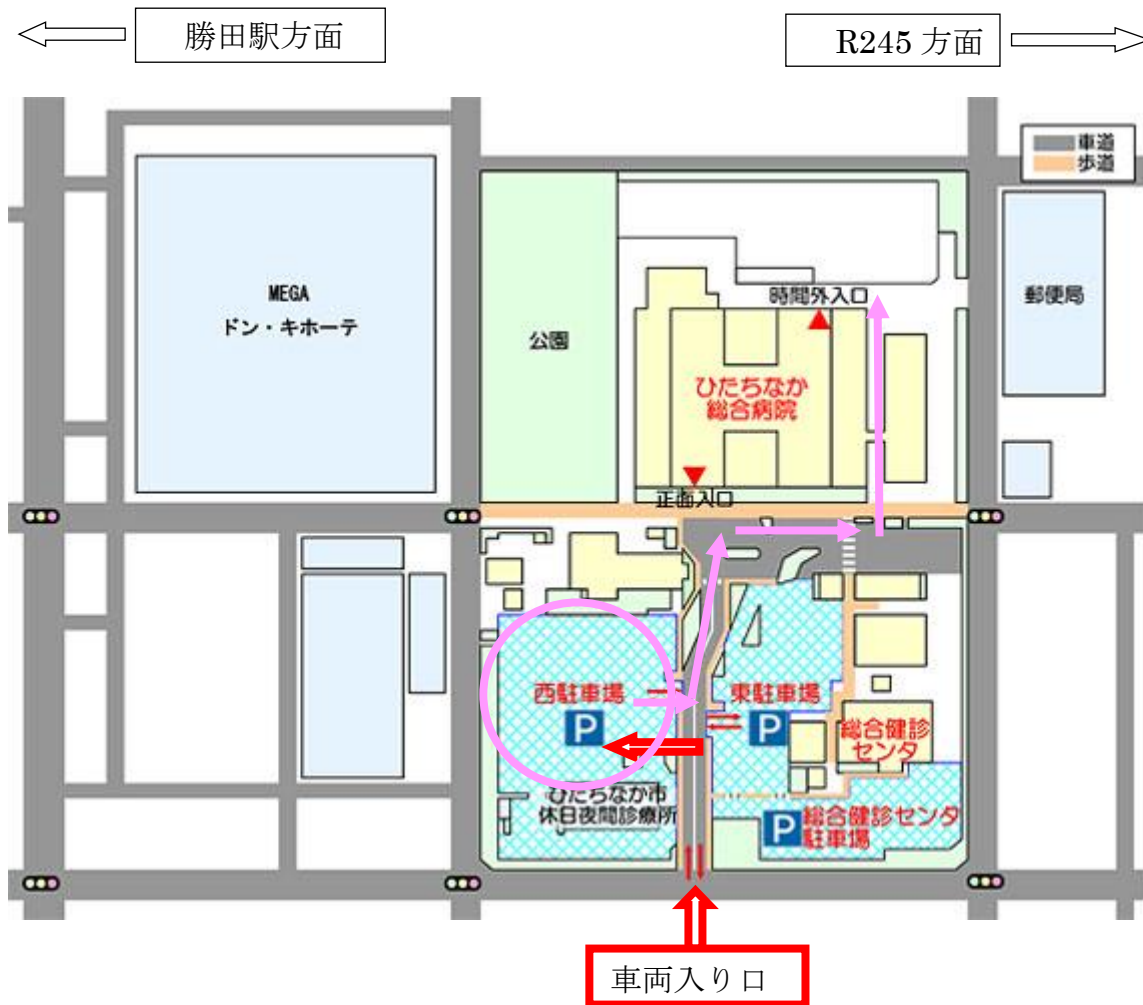 勝田駅方面
R245 方面
車道
歩道
MEGA
ドン・キホーテ
公園
時間外入口
郵便局
ひたちなか
総合病院
正面入口
西駐車場
P
東駐車場
P
総合健診
センタ
ひたちなか市
休日夜間診療所
P
総合健診センタ
駐車場
車両入り口